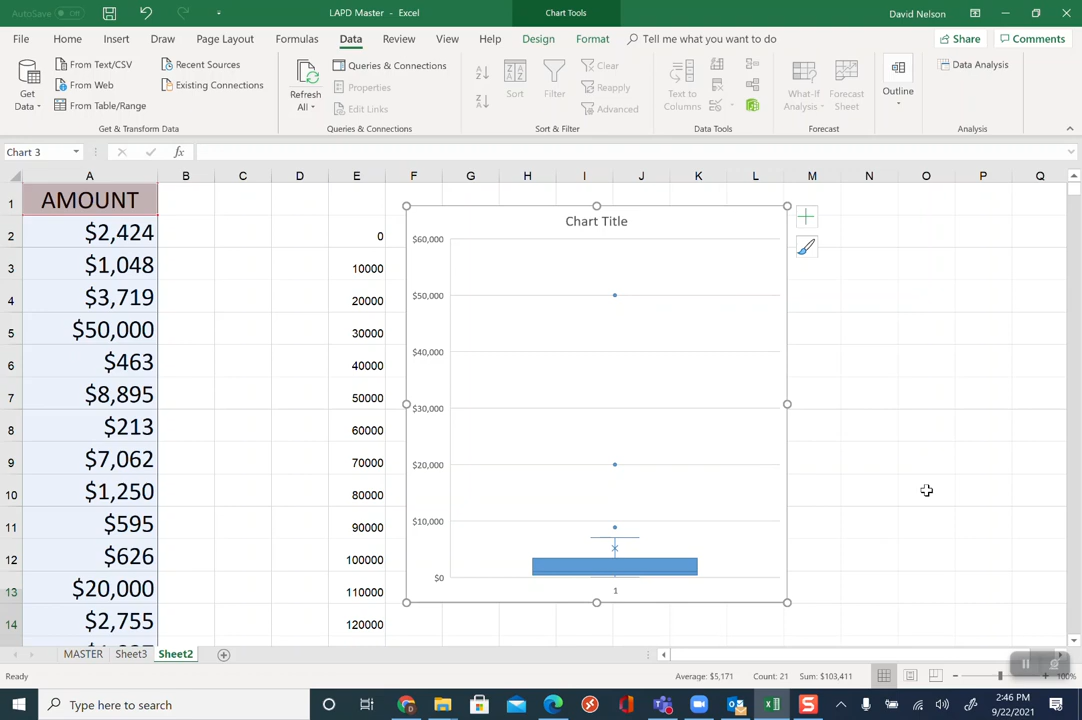 AutoSave Off
LAPD Master - Excel
Chart Tools
David Nelson
File Home Insert Draw Page Layout Formulas Data Review View Help Design Format Tell me what you want to do Share Comments
Get Data
From Text/CSV
From Web
From Table/Range
Recent Sources
Existing Connections
Get & Transform Data
Refresh All
Queries & Connections
Properties
Edit Links
Queries & Connections
Sort
Filter
Clear
Reapply
Advanced
Sort & Filter
Text to Columns
Data Tools
What-If Analysis
Forecast Sheet
Forecast
Outline
Data Analysis
Analysis
Chart 3
fx
A B C D E F G H I J K L M N O P Q
1 AMOUNT
2 $2,424 0
3 $1,048 10000
4 $3,719 20000
5 $50,000 30000
6 $463 40000
7 $8,895 50000
8 $213 60000
9 $7,062 70000
10 $1,250 80000
11 $595 90000
12 $626 100000
13 $20,000 110000
14 $2,755 120000
Chart Title
$60,000
$50,000
$40,000
$30,000
$20,000
$10,000
$0
1
MASTER Sheet3 Sheet2
Ready
Average: $5,171 Count: 21 Sum: $103,411
100%
Type here to search
2:46 PM
9/22/2021